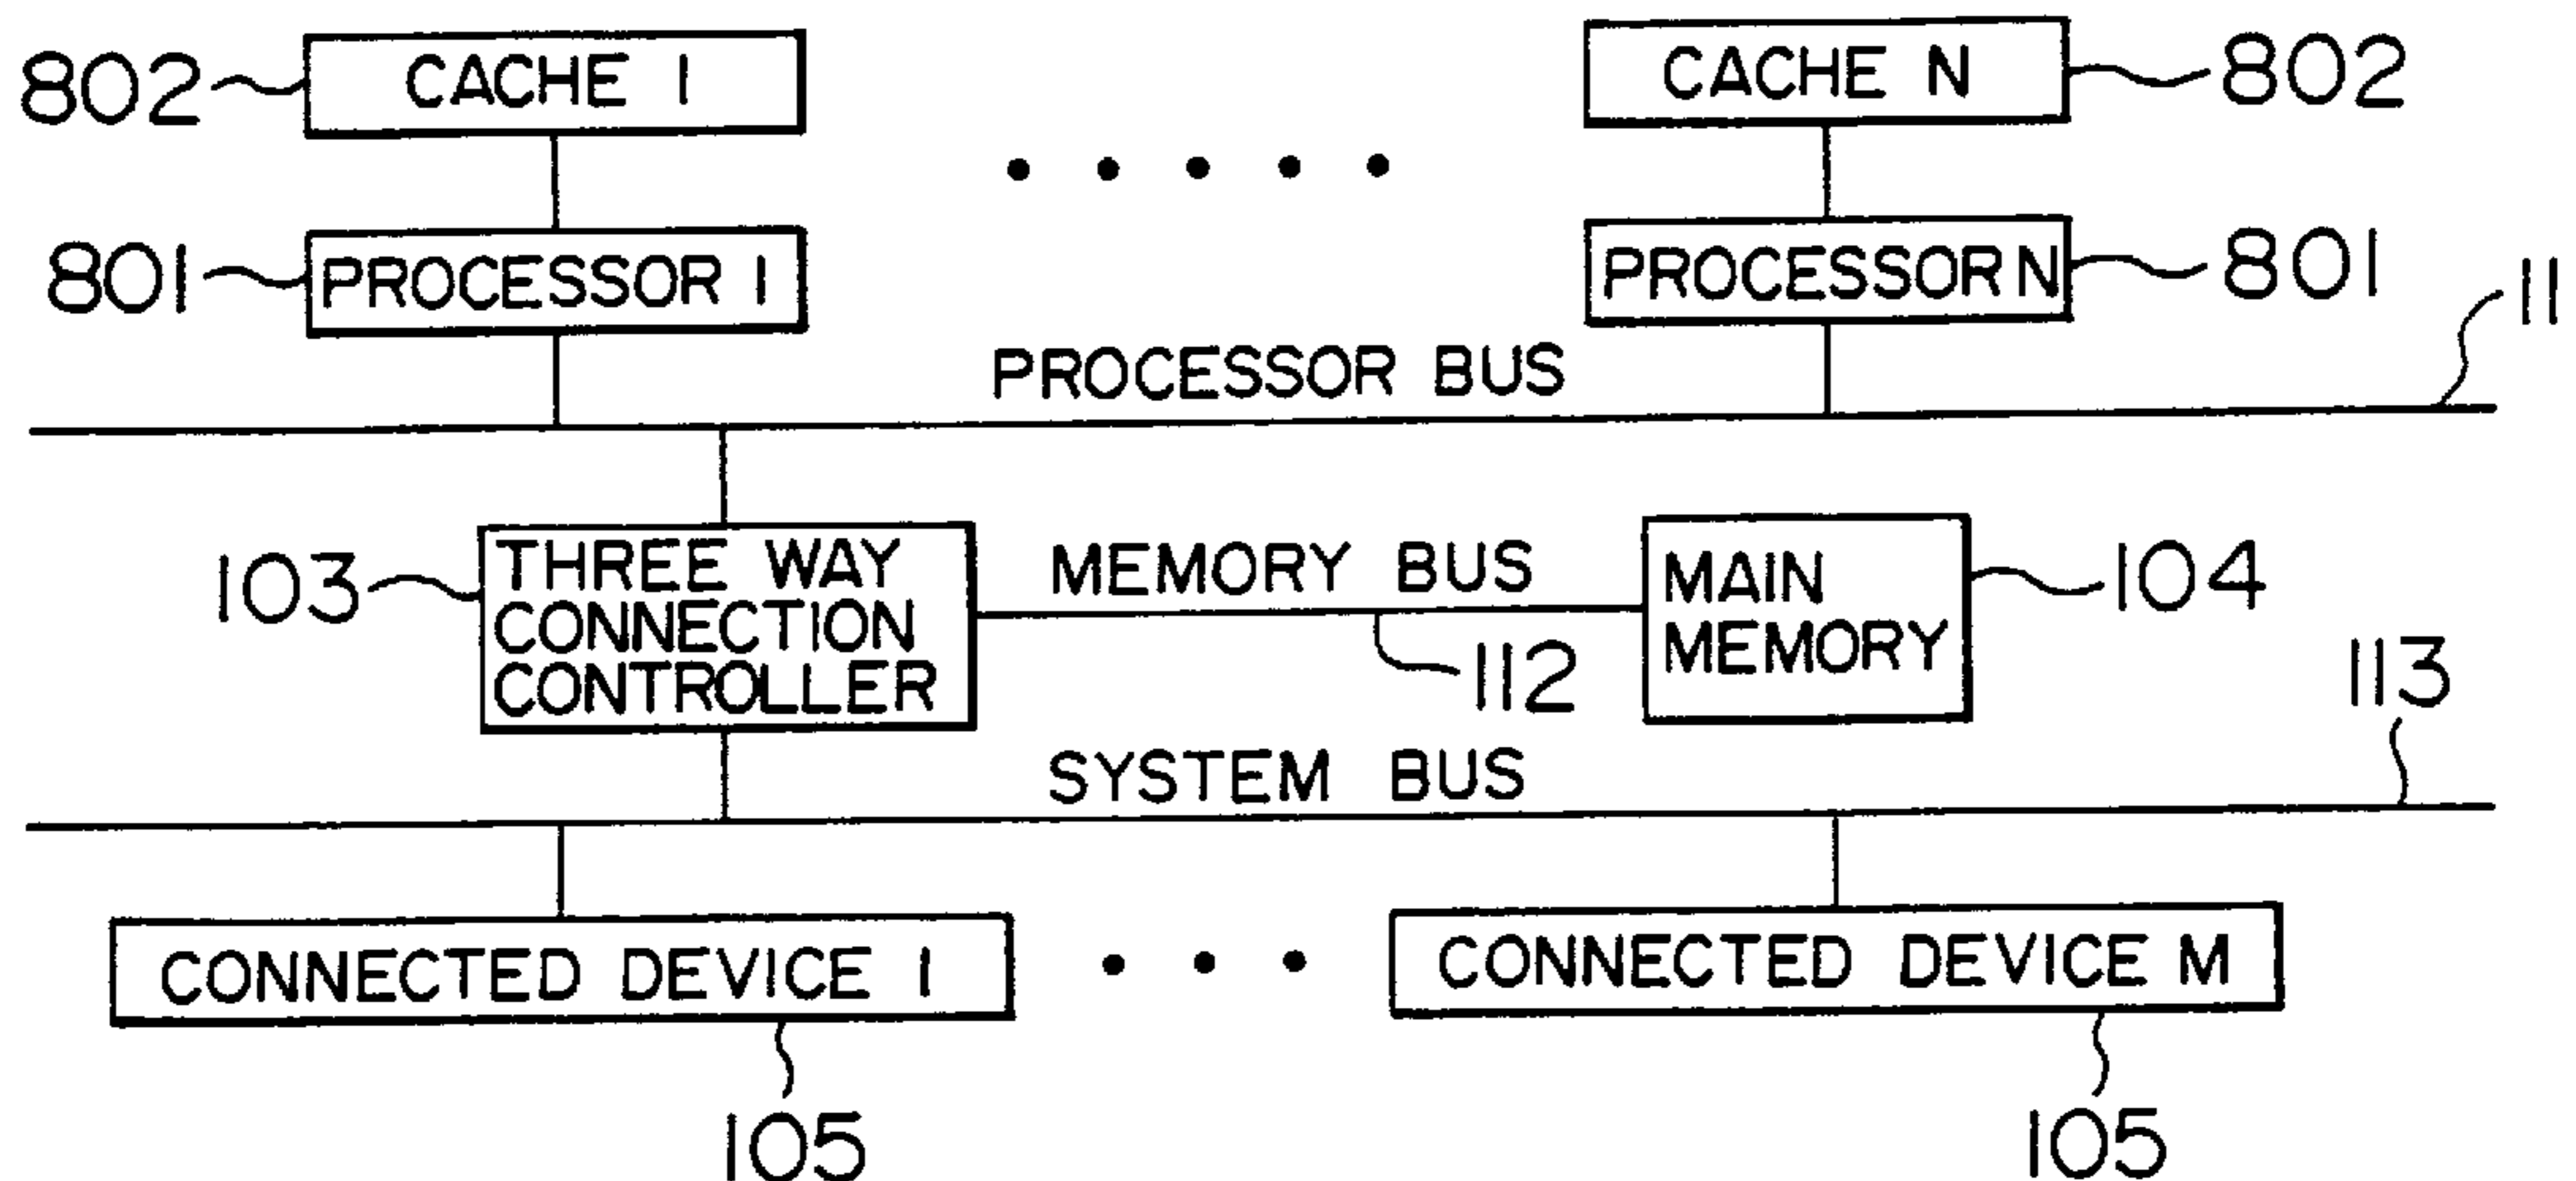 802
CACHE 1
CACHE N
802
801
PROCESSOR 1
PROCESSOR N
801
11
PROCESSOR BUS
103
THREE WAY
CONNECTION
CONTROLLER
MEMORY BUS
112
MAIN
MEMORY
104
113
SYSTEM BUS
CONNECTED DEVICE 1
CONNECTED DEVICE M
105
105